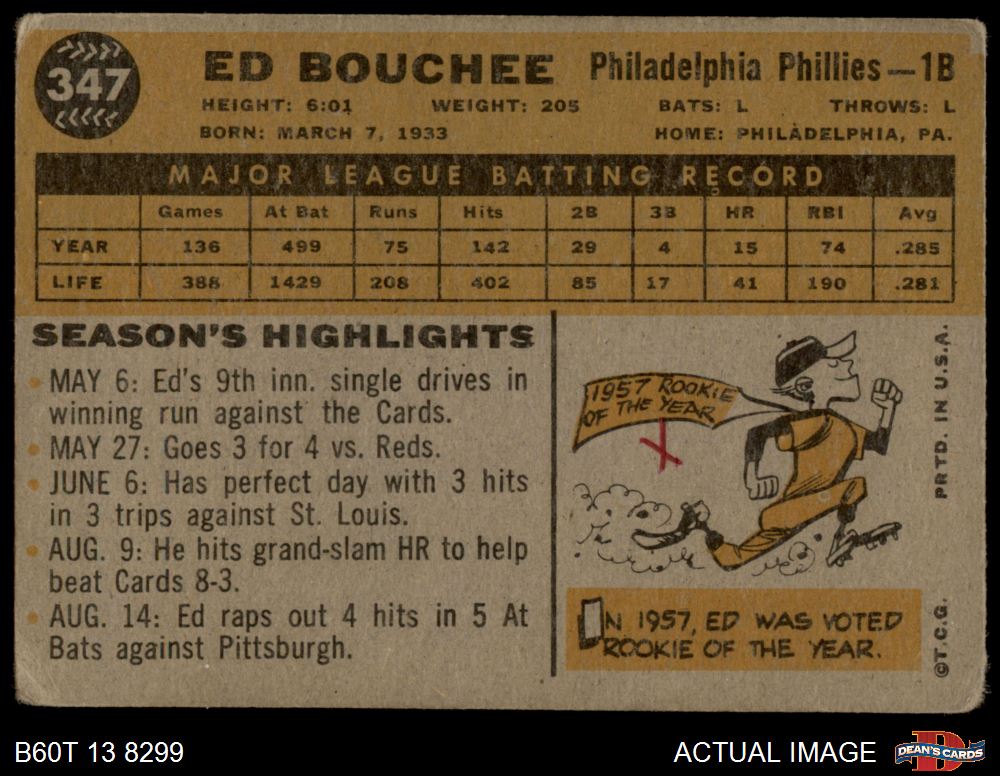 347
ED BOUCHEE Philadelphia Phillies—1B
HEIGHT: 6:01 WEIGHT: 205 BATS: L THROWS: L
BORN: MARCH 7, 1933 HOME: PHILADELPHIA, PA.
MAJOR LEAGUE BATTING RECORD
Games At Bat Runs Hits 2B 3B HR RBI Avg
YEAR 136 499 75 142 29 4 15 74 .285
LIFE 388 1429 208 402 85 17 41 190 .281
SEASON'S HIGHLIGHTS
• MAY 6: Ed's 9th inn. single drives in
winning run against the Cards.
• MAY 27: Goes 3 for 4 vs. Reds.
• JUNE 6: Has perfect day with 3 hits
in 3 trips against St. Louis.
• AUG. 9: He hits grand-slam HR to help
beat Cards 8-3.
• AUG. 14: Ed raps out 4 hits in 5 At
Bats against Pittsburgh.
1957 ROOKIE
OF THE YEAR
X
IN 1957, ED WAS VOTED
ROOKIE OF THE YEAR.
©T.C.G. PRTD. IN U.S.A.
B60T 13 8299
ACTUAL IMAGE
D
DEAN'S CARDS